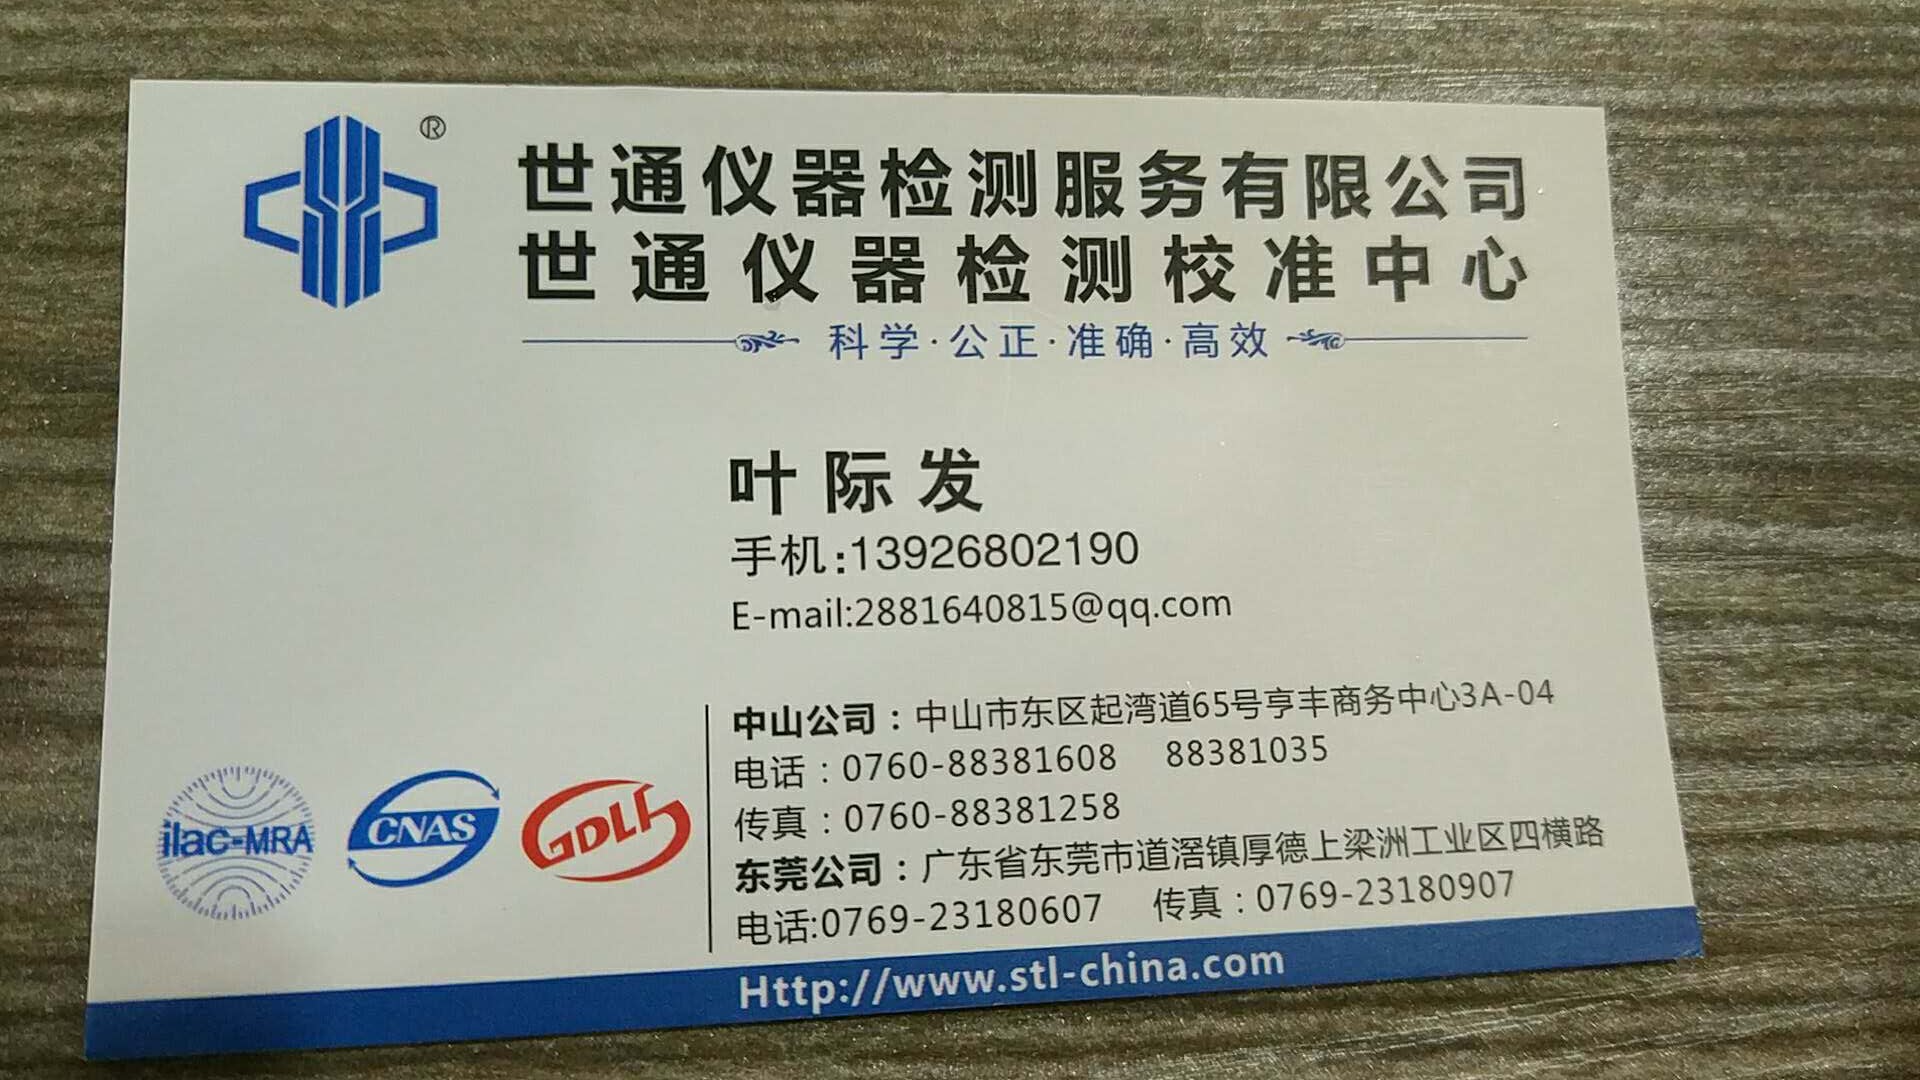 ®
世通仪器检测服务有限公司
世通仪器检测校准中心
科学·公正·准确·高效
叶际发
手机:13926802190
E-mail:2881640815@qq.com
中山公司：中山市东区起湾道65号亨丰商务中心3A-04
电话：0760-88381608 88381035
传真：0760-88381258
东莞公司：广东省东莞市道滘镇厚德上梁洲工业区四横路
电话:0769-23180607 传真：0769-23180907
ilac-MRA CNAS GDLH
Http://www.stl-china.com